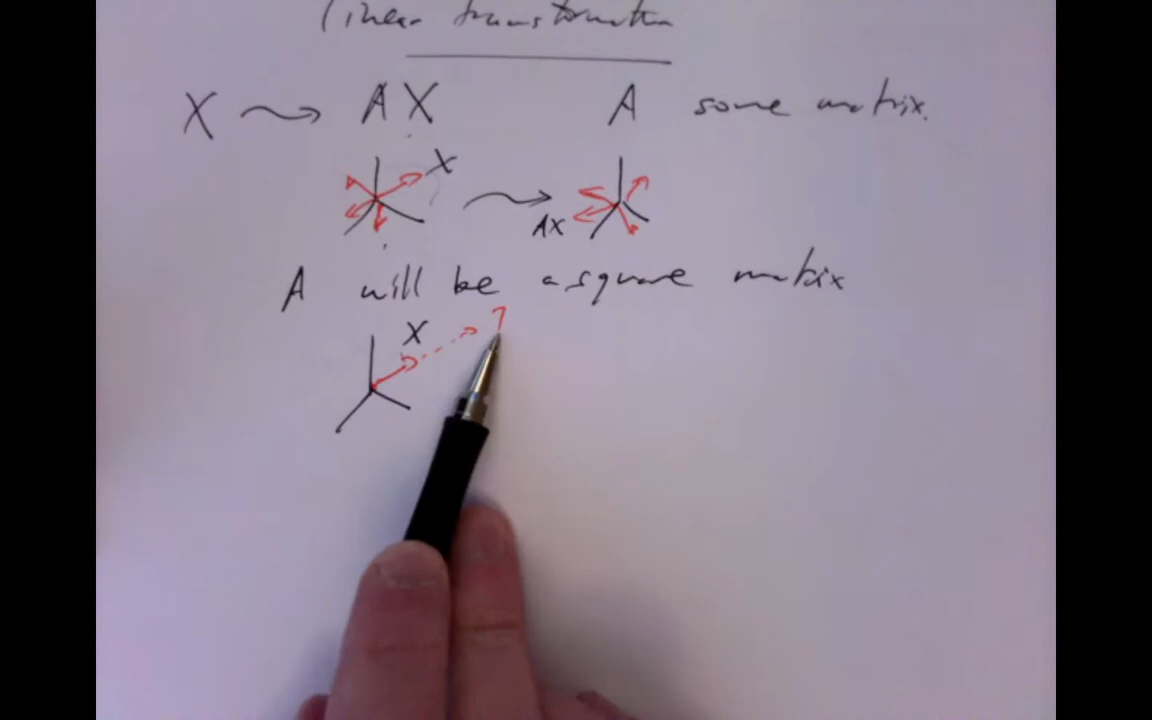 linear transformation
X → AX A some matrix.
X → AX
A will be a square matrix
X ?